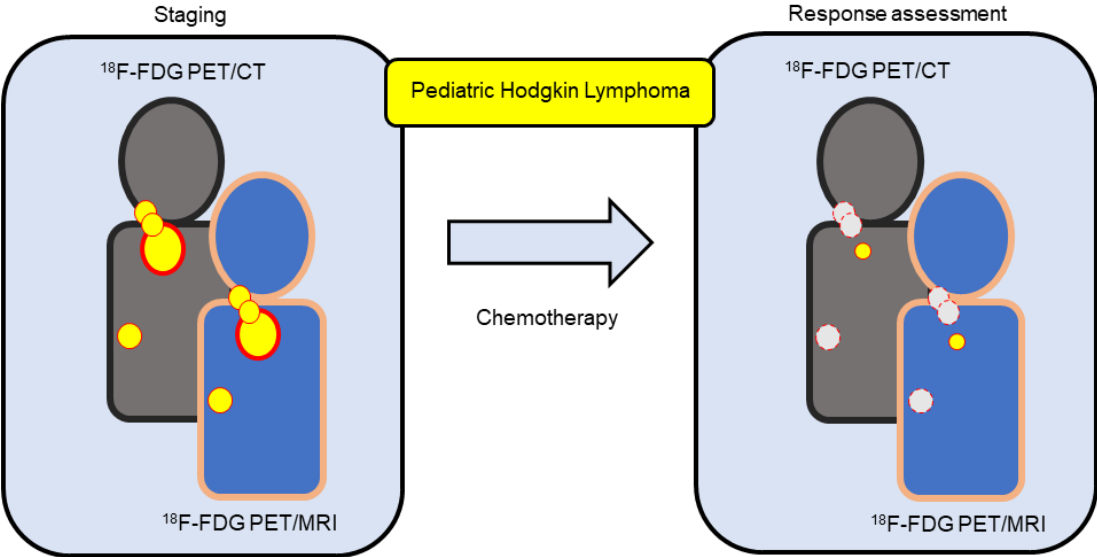 Staging
¹⁸F-FDG PET/CT
¹⁸F-FDG PET/MRI
Pediatric Hodgkin Lymphoma
Chemotherapy
Response assessment
¹⁸F-FDG PET/CT
¹⁸F-FDG PET/MRI